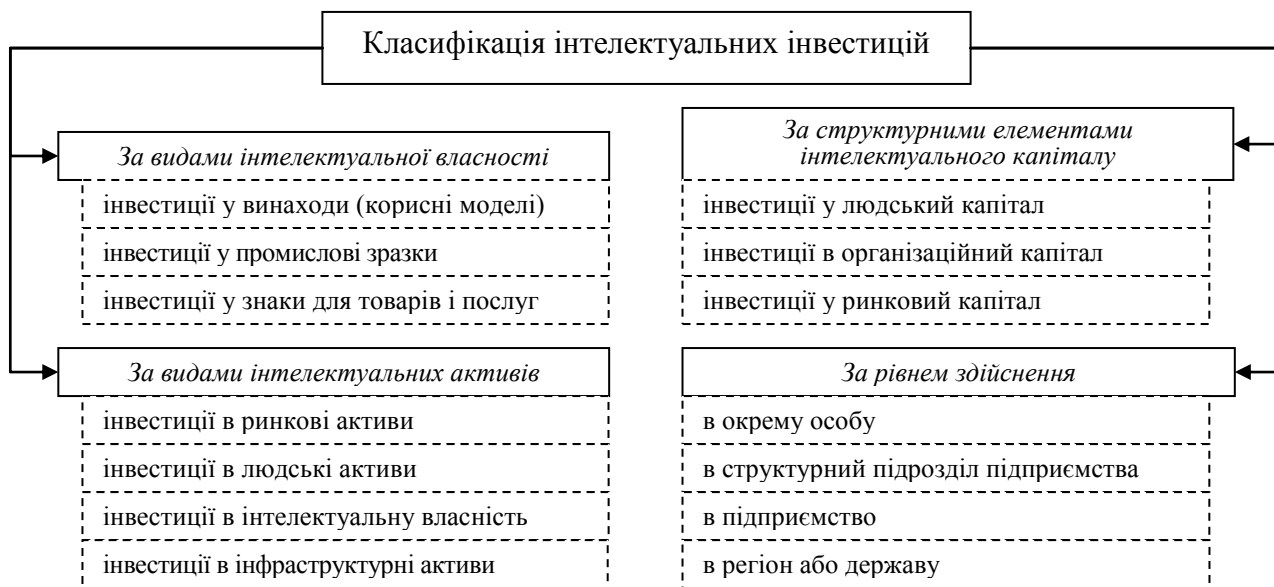 Класифікація інтелектуальних інвестицій
За видами інтелектуальної власності
інвестиції у винаходи (корисні моделі)
інвестиції у промислові зразки
інвестиції у знаки для товарів і послуг
За структурними елементами
інтелектуального капіталу
інвестиції у людський капітал
інвестиції в організаційний капітал
інвестиції у ринковий капітал
За видами інтелектуальних активів
інвестиції в ринкові активи
інвестиції в людські активи
інвестиції в інтелектуальну власність
інвестиції в інфраструктурні активи
За рівнем здійснення
в окрему особу
в структурний підрозділ підприємства
в підприємство
в регіон або державу